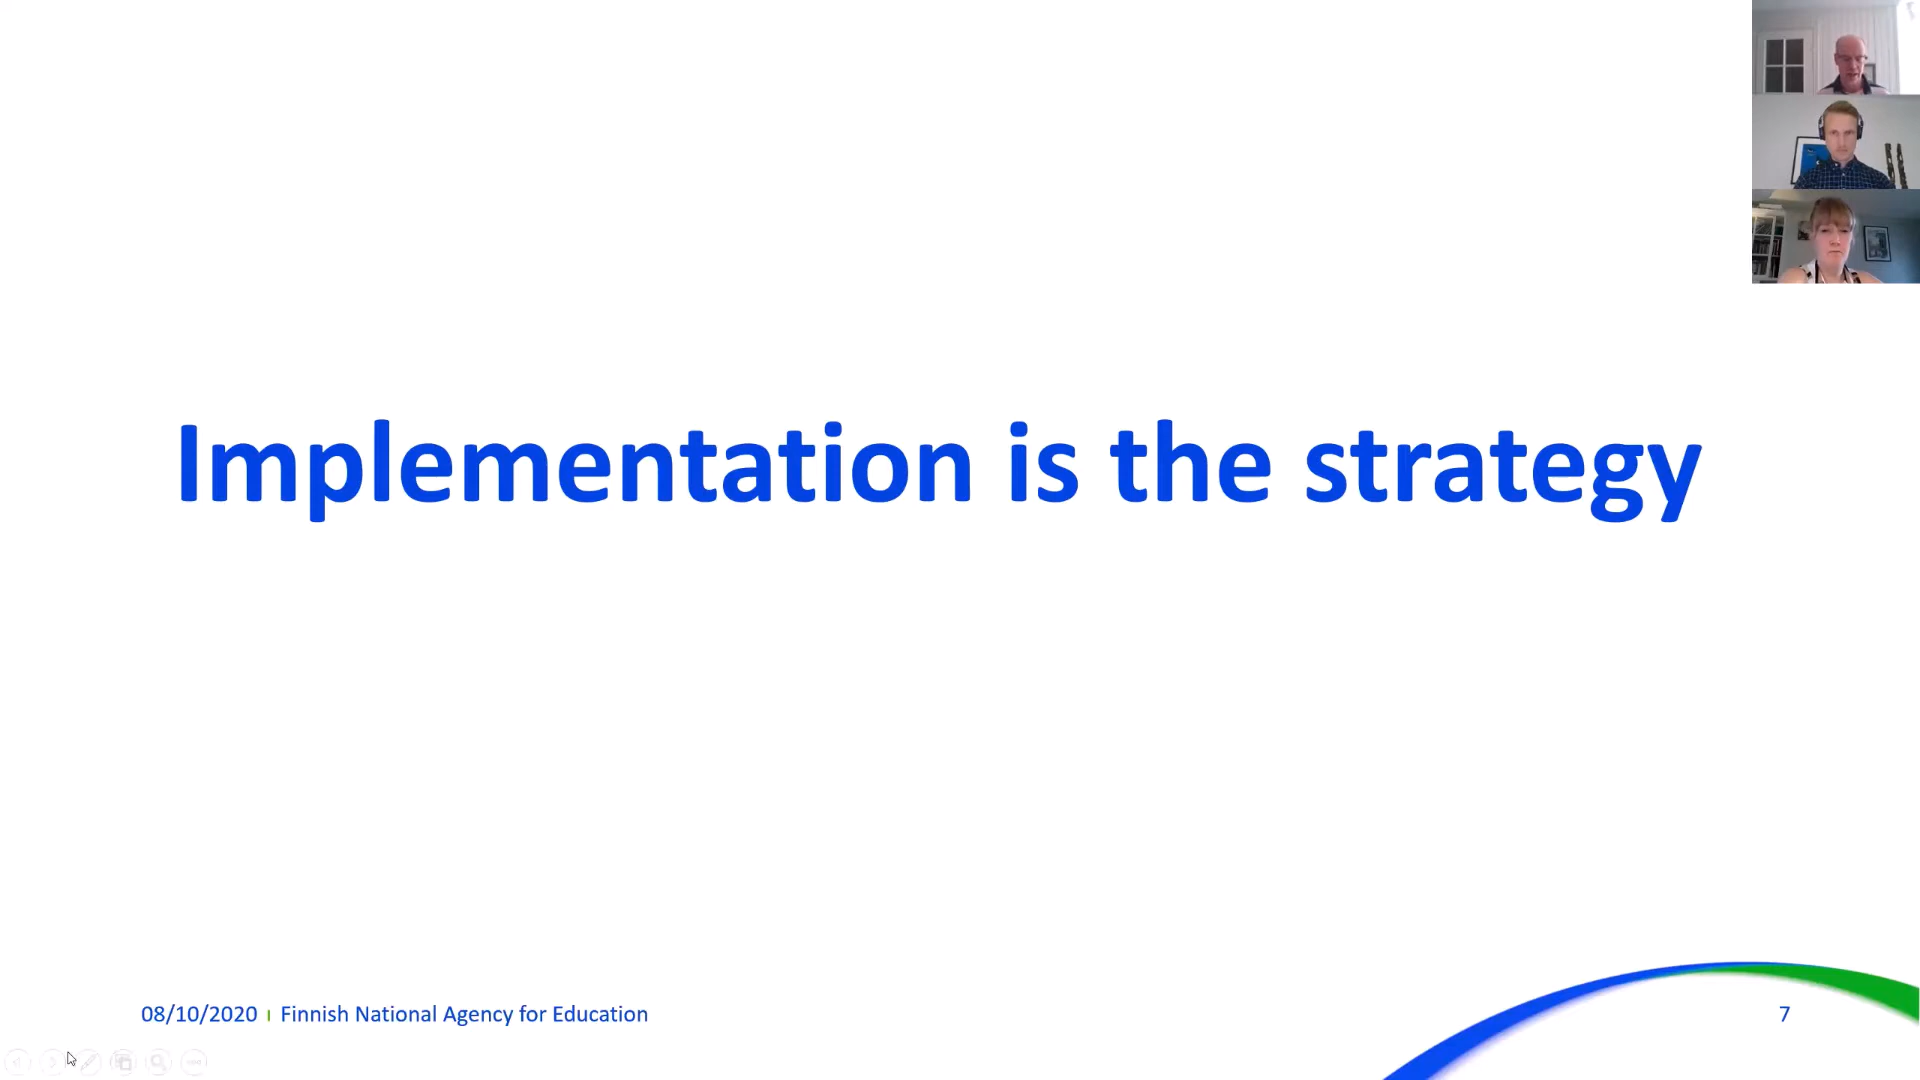 Implementation is the strategy
08/10/2020 | Finnish National Agency for Education
7